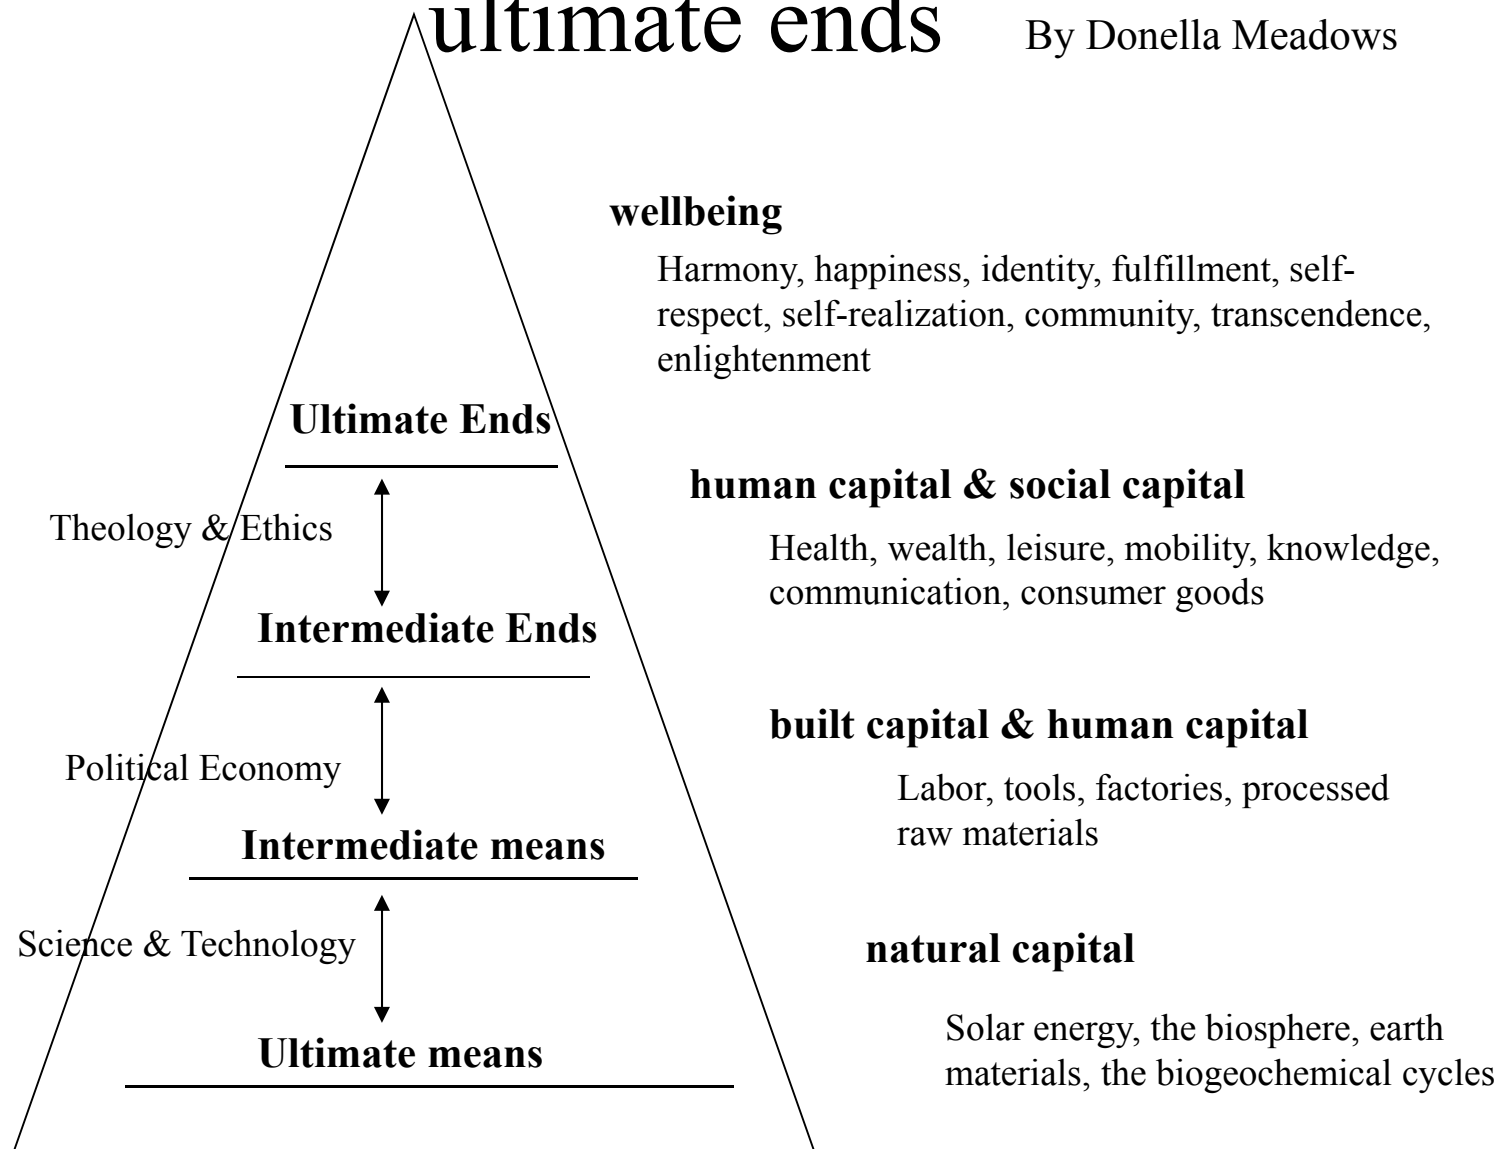 ultimate ends
By Donella Meadows
wellbeing
Harmony, happiness, identity, fulfillment, self-
respect, self-realization, community, transcendence,
enlightenment
Ultimate Ends
human capital & social capital
Theology & Ethics
Health, wealth, leisure, mobility, knowledge,
communication, consumer goods
Intermediate Ends
built capital & human capital
Political Economy
Labor, tools, factories, processed
raw materials
Intermediate means
Science & Technology
natural capital
Solar energy, the biosphere, earth
materials, the biogeochemical cycles
Ultimate means